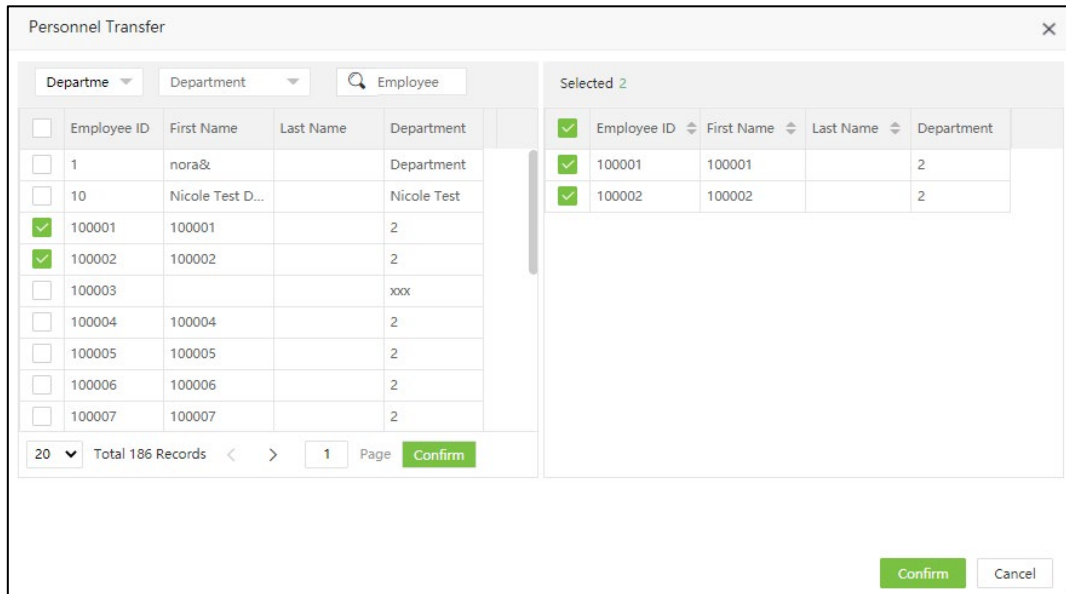 Personnel Transfer
Departme Department Employee
Employee ID First Name Last Name Department
1 nora& Department
10 Nicole Test D... Nicole Test
100001 100001 2
100002 100002 2
100003 xxx
100004 100004 2
100005 100005 2
100006 100006 2
100007 100007 2
20 Total 186 Records < > 1 Page Confirm
Selected 2
Employee ID First Name Last Name Department
100001 100001 2
100002 100002 2
Confirm Cancel